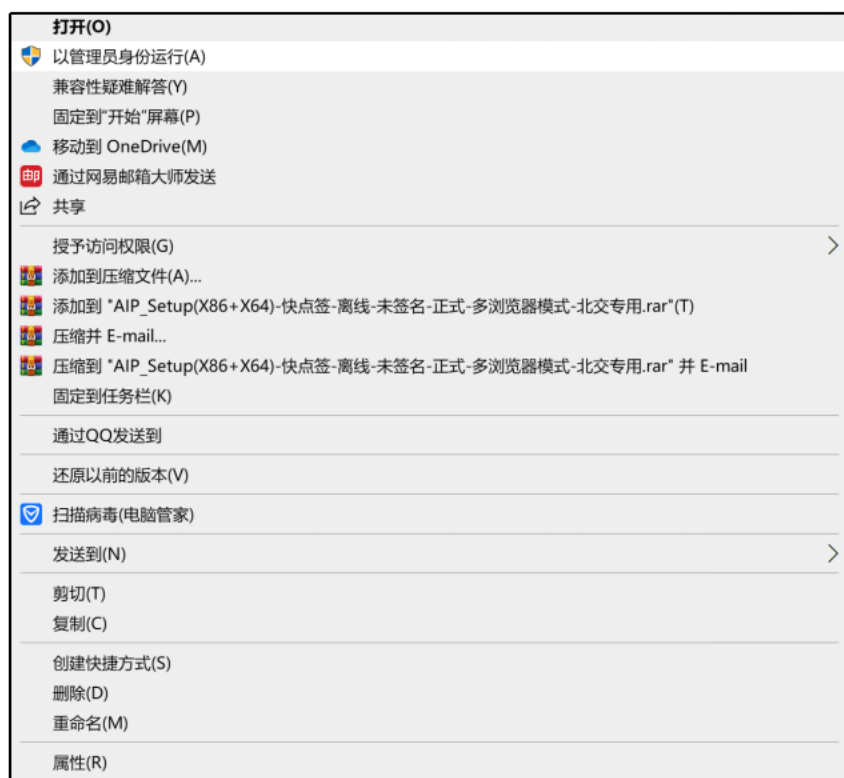 打开(O)
以管理员身份运行(A)
兼容性疑难解答(Y)
固定到"开始"屏幕(P)
移动到 OneDrive(M)
邮 通过网易邮箱大师发送
共享
授予访问权限(G)
添加到压缩文件(A)...
添加到 "AIP_Setup(X86+X64)-快点签-离线-未签名-正式-多浏览器模式-北交专用.rar"(T)
压缩并 E-mail...
压缩到 "AIP_Setup(X86+X64)-快点签-离线-未签名-正式-多浏览器模式-北交专用.rar" 并 E-mail
固定到任务栏(K)
通过QQ发送到
还原以前的版本(V)
扫描病毒(电脑管家)
发送到(N)
剪切(T)
复制(C)
创建快捷方式(S)
删除(D)
重命名(M)
属性(R)